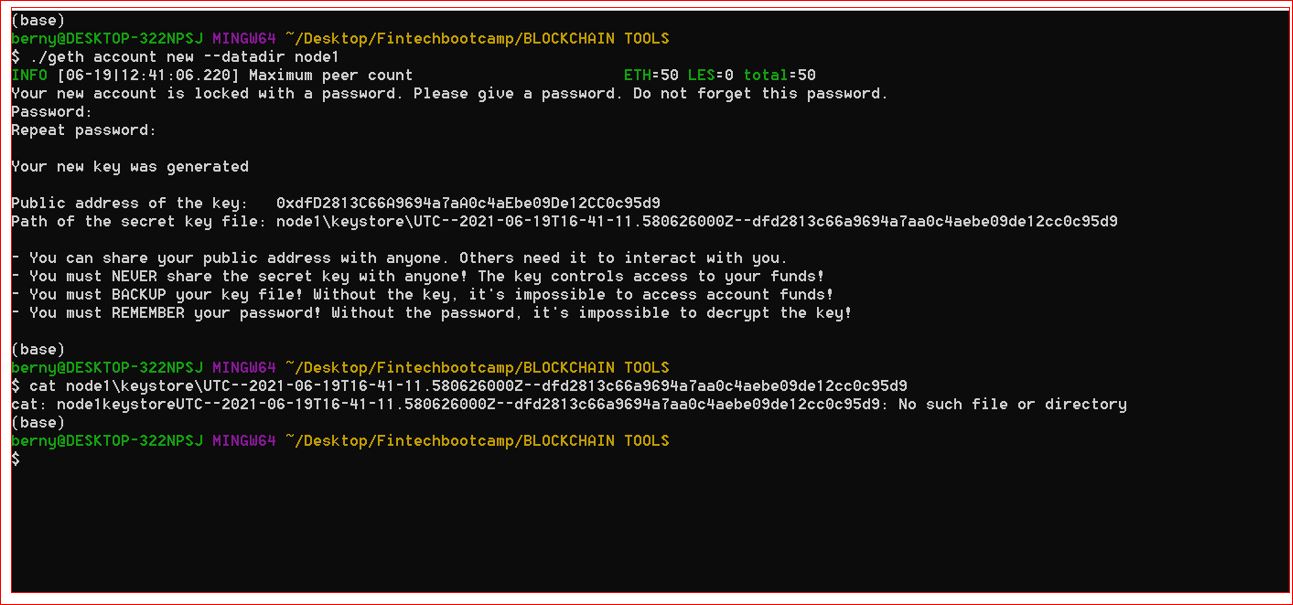 (base)
berny@DESKTOP-322NPSJ MINGW64 ~/Desktop/Fintechbootcamp/BLOCKCHAIN TOOLS
$ ./geth account new --datadir node1
INFO [06-19|12:41:06.220] Maximum peer count                       ETH=50 LES=0 total=50
Your new account is locked with a password. Please give a password. Do not forget this password.
Password:
Repeat password:
Your new key was generated
Public address of the key:   0xdfD2813C66A9694a7aA0c4aEbe09De12CC0c95d9
Path of the secret key file: node1\keystore\UTC--2021-06-19T16-41-11.580626000Z--dfd2813c66a9694a7aa0c4aebe09de12cc0c95d9
- You can share your public address with anyone. Others need it to interact with you.
- You must NEVER share the secret key with anyone! The key controls access to your funds!
- You must BACKUP your key file! Without the key, it's impossible to access account funds!
- You must REMEMBER your password! Without the password, it's impossible to decrypt the key!
(base)
berny@DESKTOP-322NPSJ MINGW64 ~/Desktop/Fintechbootcamp/BLOCKCHAIN TOOLS
$ cat node1\keystore\UTC--2021-06-19T16-41-11.580626000Z--dfd2813c66a9694a7aa0c4aebe09de12cc0c95d9
cat: node1keystoreUTC--2021-06-19T16-41-11.580626000Z--dfd2813c66a9694a7aa0c4aebe09de12cc0c95d9: No such file or directory
(base)
berny@DESKTOP-322NPSJ MINGW64 ~/Desktop/Fintechbootcamp/BLOCKCHAIN TOOLS
$